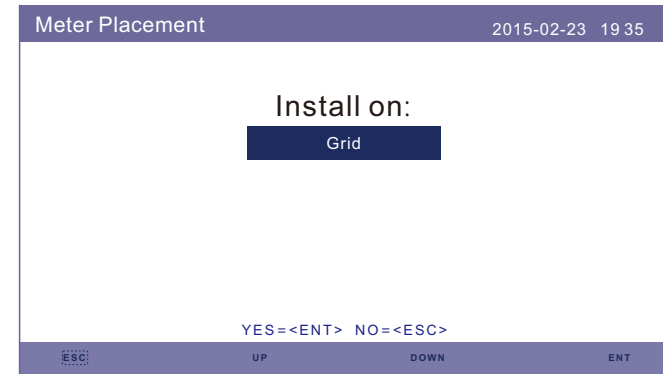 Meter Placement 2015-02-23 19 35
Install on:
Grid
YES=<ENT> NO=<ESC>
ESC UP DOWN ENT